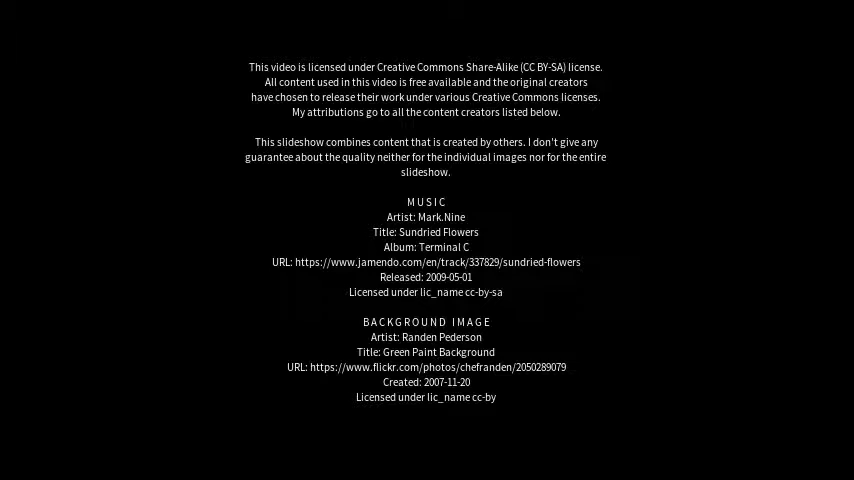 This video is licensed under Creative Commons Share-Alike (CC BY-SA) license.
All content used in this video is free available and the original creators
have chosen to release their work under various Creative Commons licenses.
My attributions go to all the content creators listed below.
This slideshow combines content that is created by others. I don't give any
guarantee about the quality neither for the individual images nor for the entire
slideshow.
MUSIC
Artist: Mark.Nine
Title: Sundried Flowers
Album: Terminal C
URL: https://www.jamendo.com/en/track/337829/sundried-flowers
Released: 2009-05-01
Licensed under lic_name cc-by-sa
BACKGROUND IMAGE
Artist: Randen Pederson
Title: Green Paint Background
URL: https://www.flickr.com/photos/chefranden/2050289079
Created: 2007-11-20
Licensed under lic_name cc-by